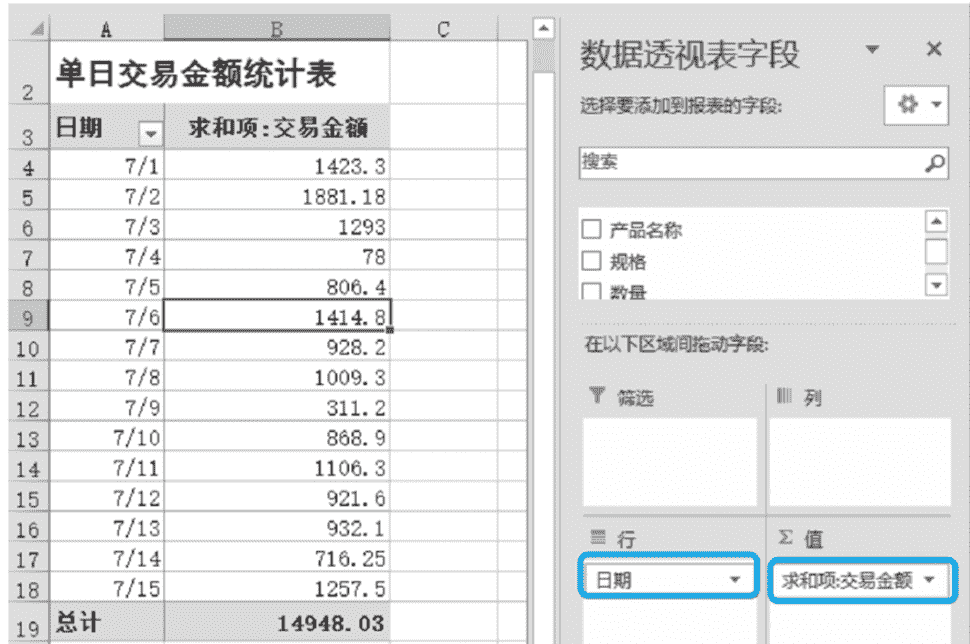 A B C
2 单日交易金额统计表
3 日期 求和项:交易金额
4 7/1 1423.3
5 7/2 1881.18
6 7/3 1293
7 7/4 78
8 7/5 806.4
9 7/6 1414.8
10 7/7 928.2
11 7/8 1009.3
12 7/9 311.2
13 7/10 868.9
14 7/11 1106.3
15 7/12 921.6
16 7/13 932.1
17 7/14 716.25
18 7/15 1257.5
19 总计 14948.03
数据透视表字段
选择要添加到报表的字段:
搜索
产品名称
规格
数量
在以下区域间拖动字段:
筛选
列
行
Σ 值
日期
求和项:交易金额